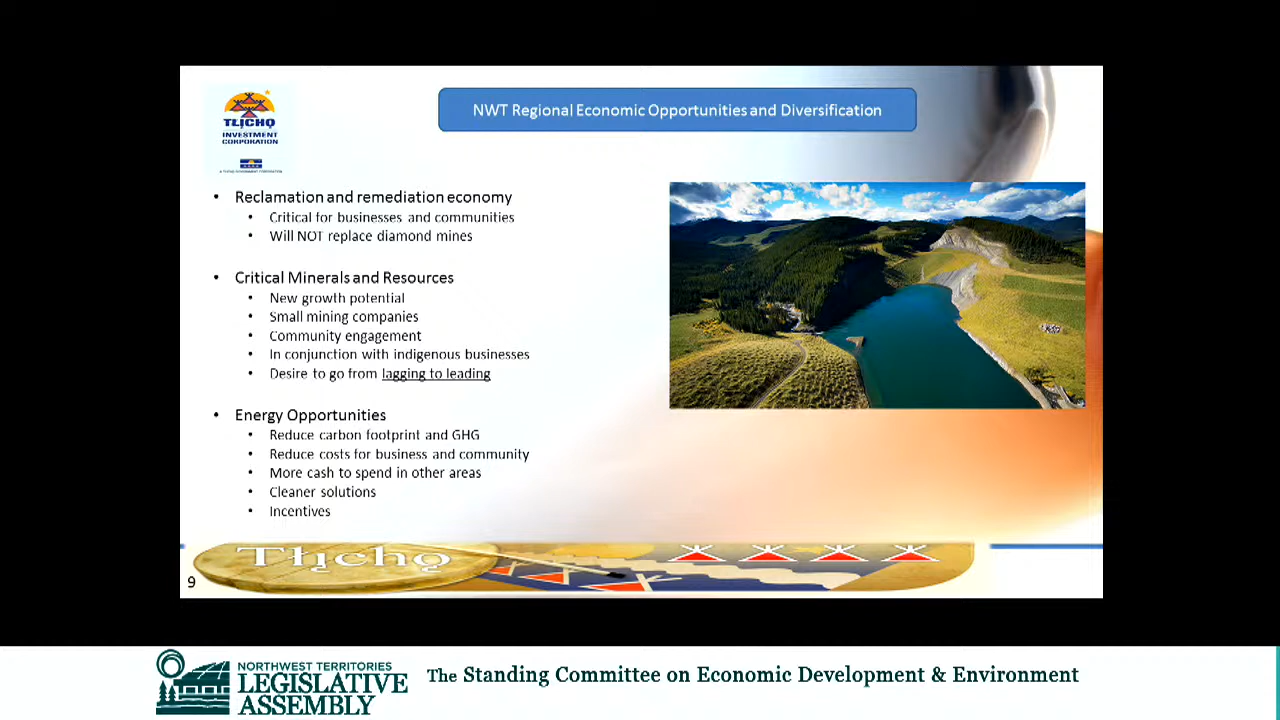 NWT Regional Economic Opportunities and Diversification
TŁĮCHǪ
INVESTMENT
CORPORATION
A TŁĮCHǪ GOVERNMENT CORPORATION
• Reclamation and remediation economy
• Critical for businesses and communities
• Will NOT replace diamond mines
• Critical Minerals and Resources
• New growth potential
• Small mining companies
• Community engagement
• In conjunction with indigenous businesses
• Desire to go from lagging to leading
• Energy Opportunities
• Reduce carbon footprint and GHG
• Reduce costs for business and community
• More cash to spend in other areas
• Cleaner solutions
• Incentives
Tłįchǫ
9
NORTHWEST TERRITORIES
LEGISLATIVE
ASSEMBLY
The Standing Committee on Economic Development & Environment